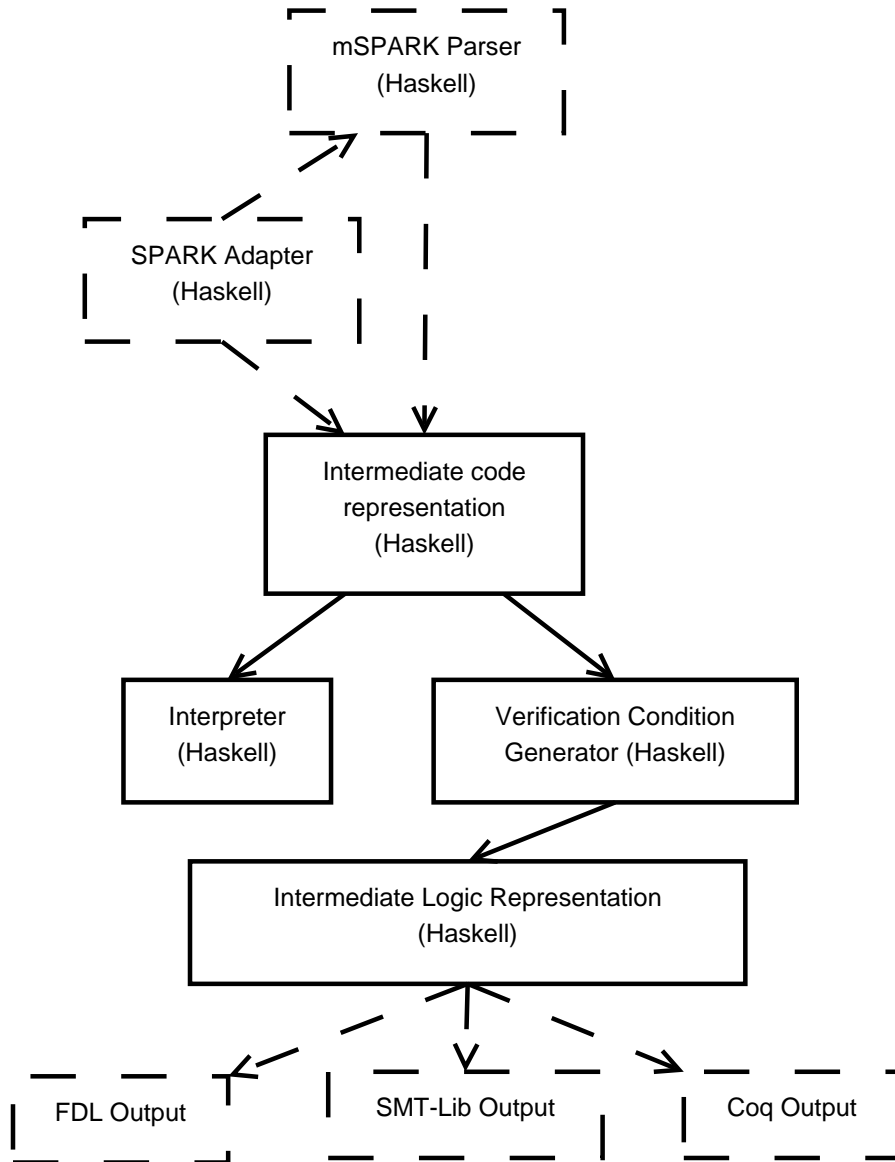 mSPARK Parser
(Haskell)
SPARK Adapter
(Haskell)
Intermediate code
representation
(Haskell)
Interpreter
(Haskell)
Verification Condition
Generator (Haskell)
Intermediate Logic Representation
(Haskell)
FDL Output
SMT-Lib Output
Coq Output